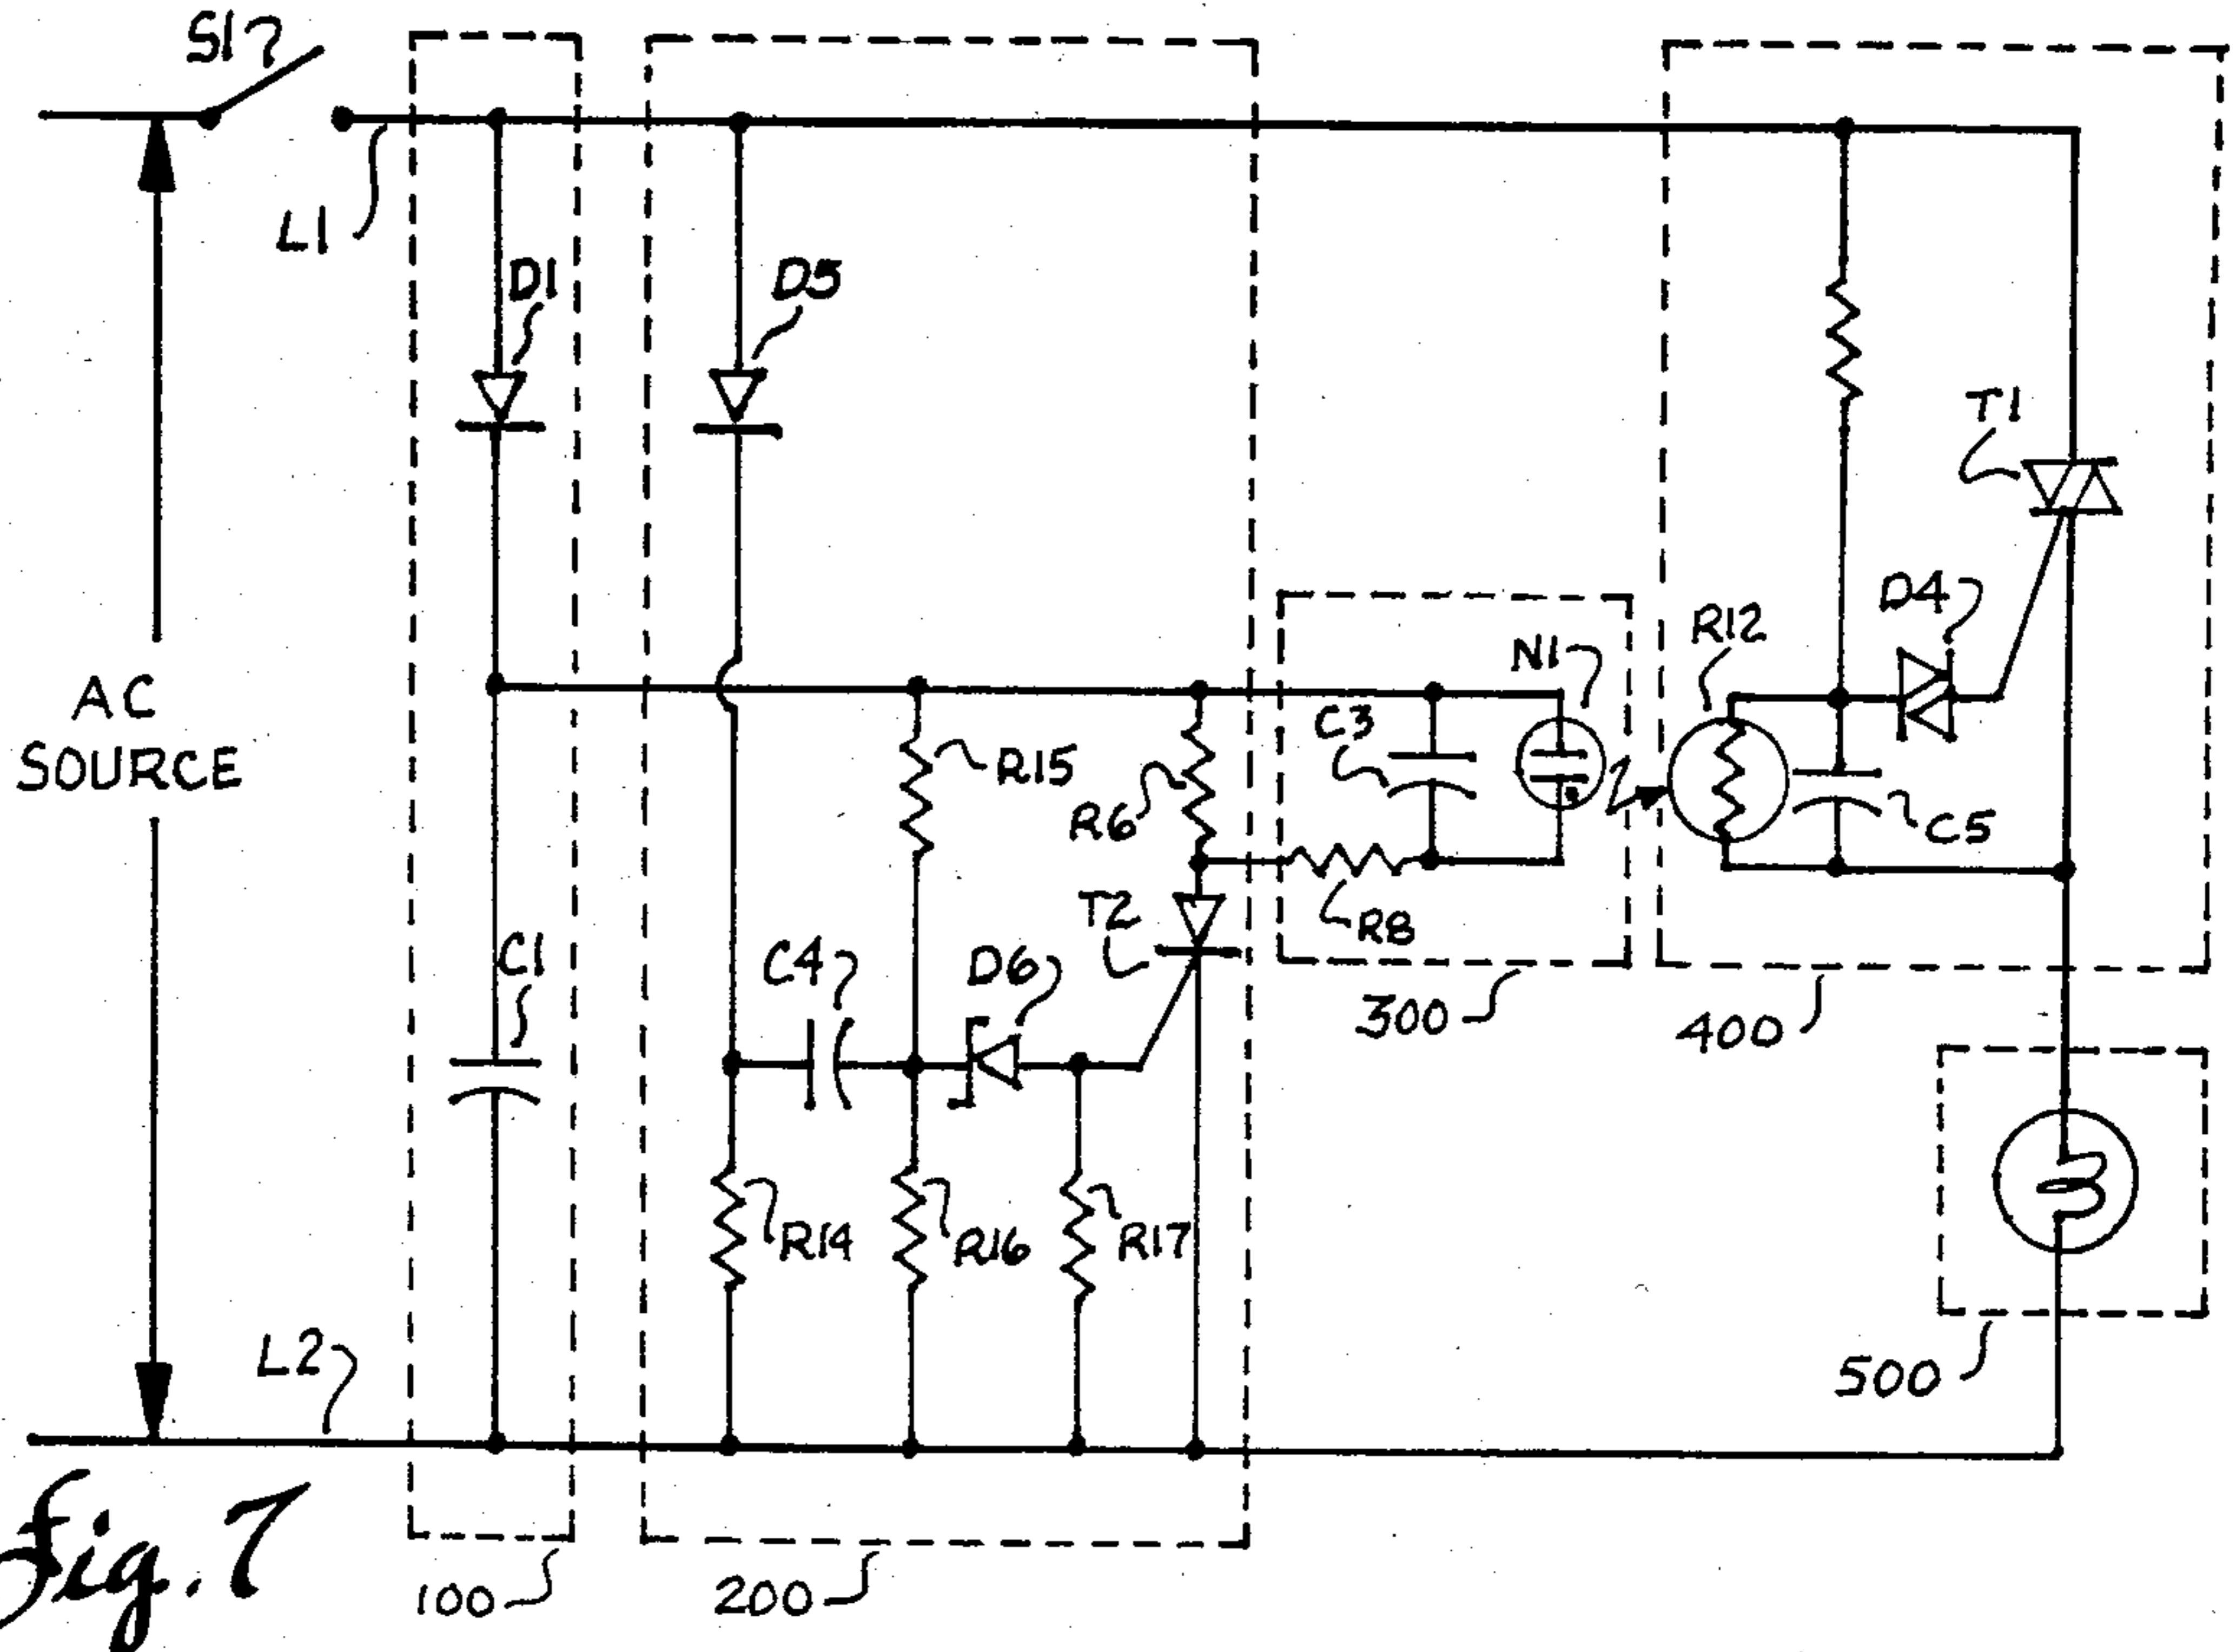 S1
L1
D1
D5
T1
D4
R12
N1
C3
AC
SOURCE
R15
R6
C5
T2
R8
C4
D6
C1
300
400
R14
R16
R17
L2
500
Fig. 7
100
200